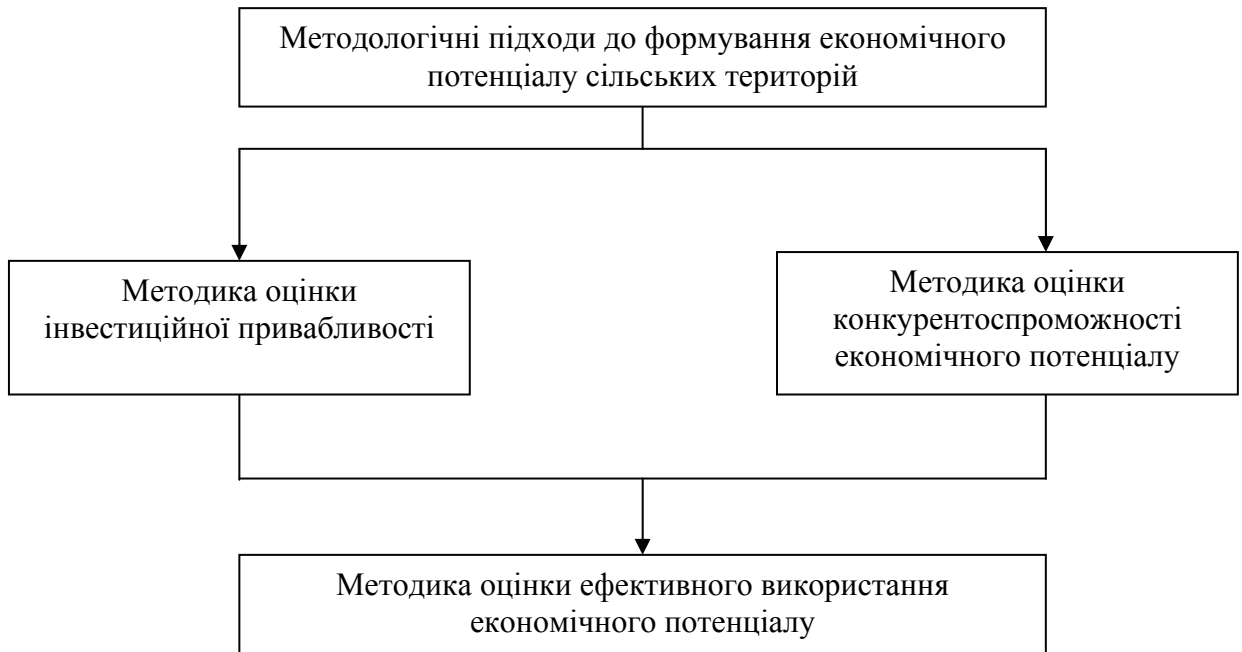 Методологічні підходи до формування економічного
потенціалу сільських територій
Методика оцінки
інвестиційної привабливості
Методика оцінки
конкурентоспроможності
економічного потенціалу
Методика оцінки ефективного використання
економічного потенціалу